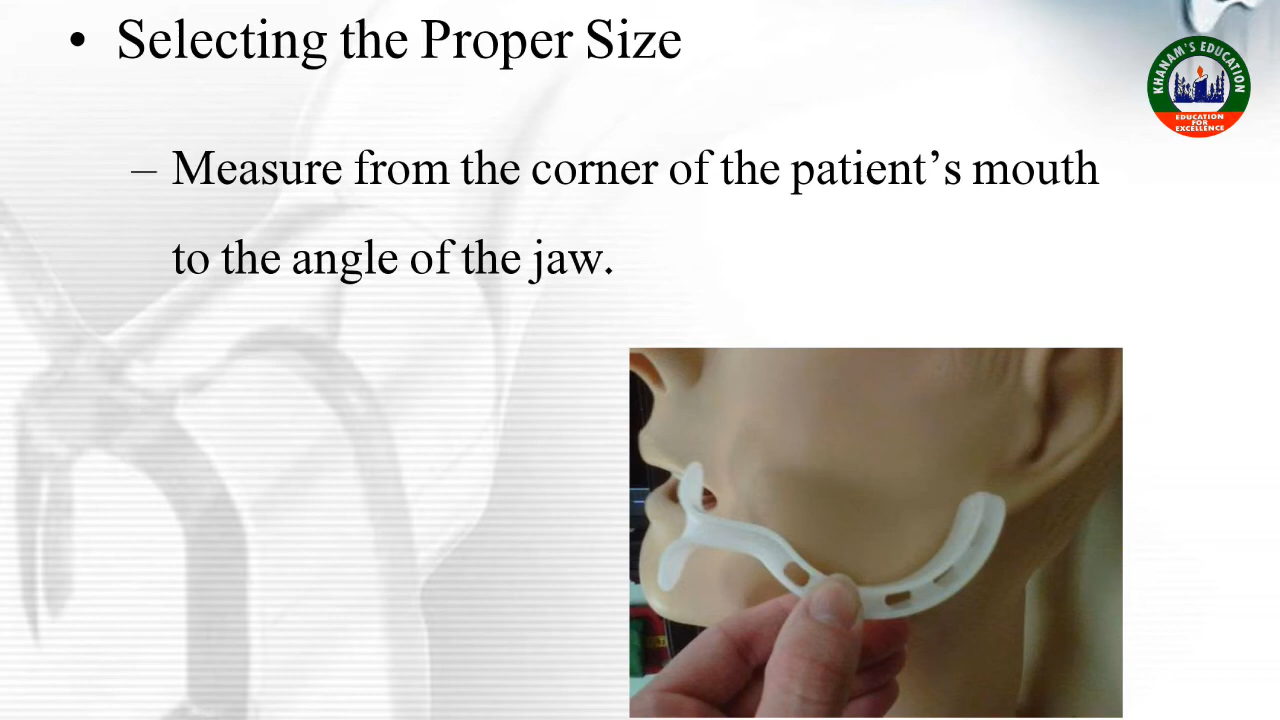 • Selecting the Proper Size
KHANAM'S EDUCATION
EDUCATION
FOR
EXCELLENCE
– Measure from the corner of the patient's mouth
to the angle of the jaw.